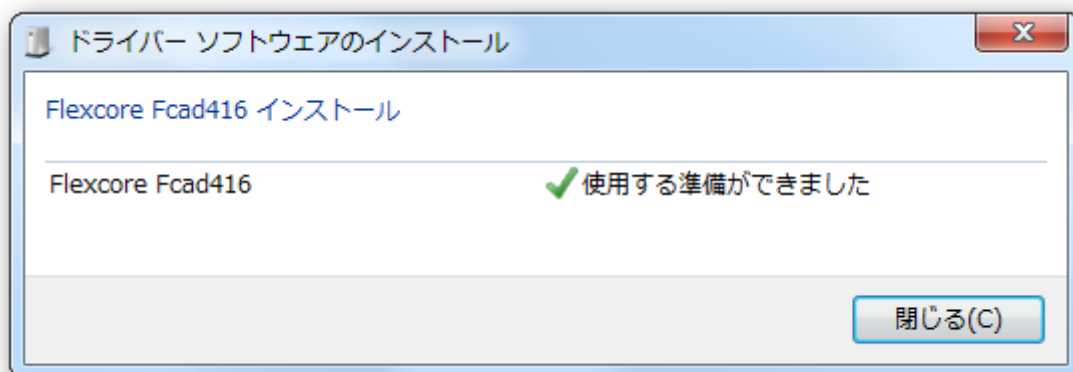 ドライバー ソフトウェアのインストール
Flexcore Fcad416 インストール
Flexcore Fcad416 使用する準備ができました
閉じる(C)